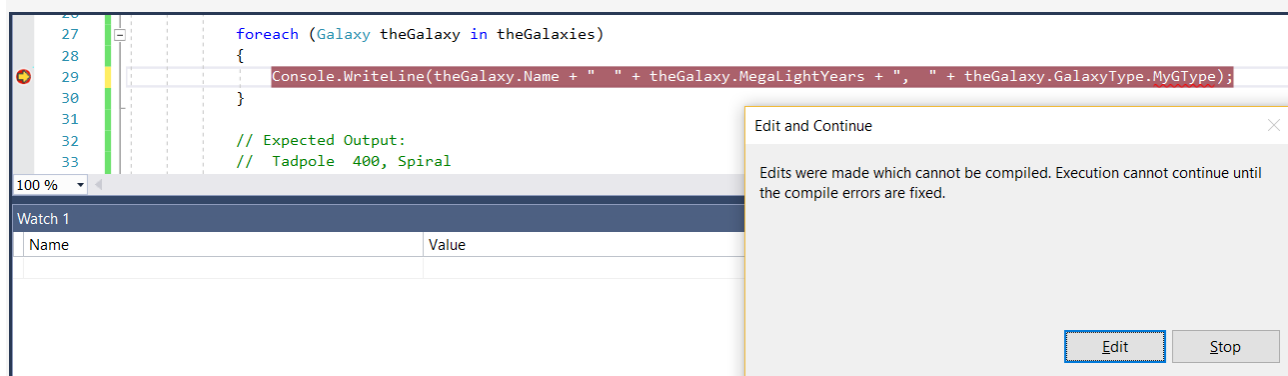 27 foreach (Galaxy theGalaxy in theGalaxies)
28 {
29 Console.WriteLine(theGalaxy.Name + "  " + theGalaxy.MegaLightYears + ",  " + theGalaxy.GalaxyType.MyGType);
30 }
31
32 // Expected Output:
33 //  Tadpole  400, Spiral
100 %
Edit and Continue
Edits were made which cannot be compiled. Execution cannot continue until
the compile errors are fixed.
Edit Stop
Watch 1
Name Value